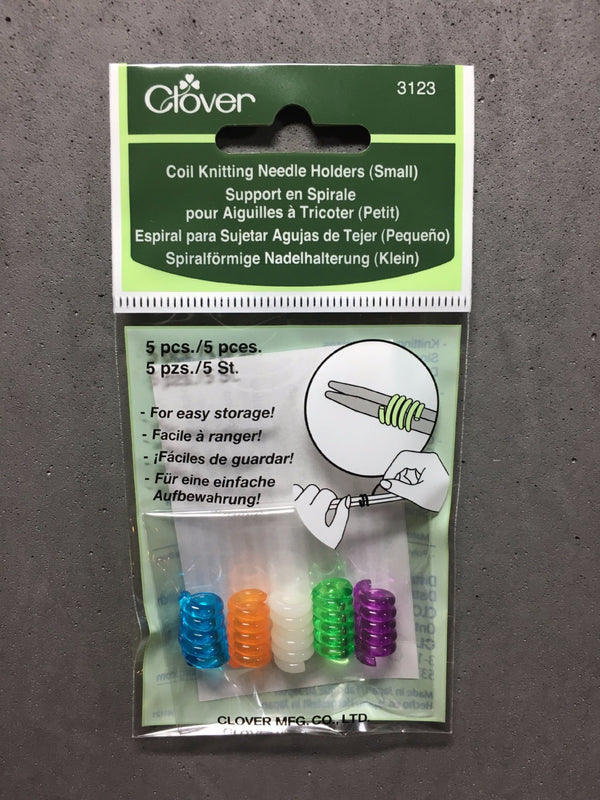 Clover
3123
Coil Knitting Needle Holders (Small)
Support en Spirale
pour Aiguilles à Tricoter (Petit)
Espiral para Sujetar Agujas de Tejer (Pequeño)
Spiralförmige Nadelhalterung (Klein)
5 pcs./5 pces.
5 pzs./5 St.
- For easy storage!
- Facile à ranger!
- ¡Fáciles de guardar!
- Für eine einfache
Aufbewahrung!
CLOVER MFG. CO., LTD.